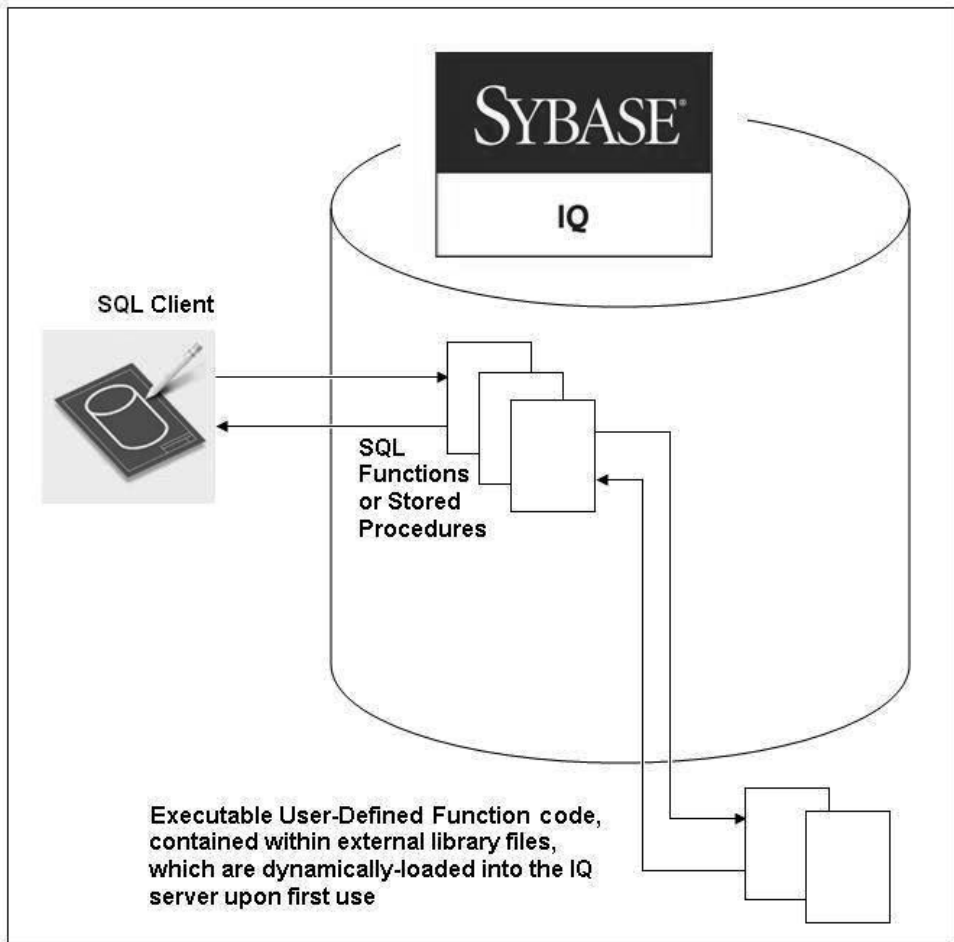 SYBASE®
IQ
SQL Client
SQL
Functions
or Stored
Procedures
Executable User-Defined Function code,
contained within external library files,
which are dynamically-loaded into the IQ
server upon first use